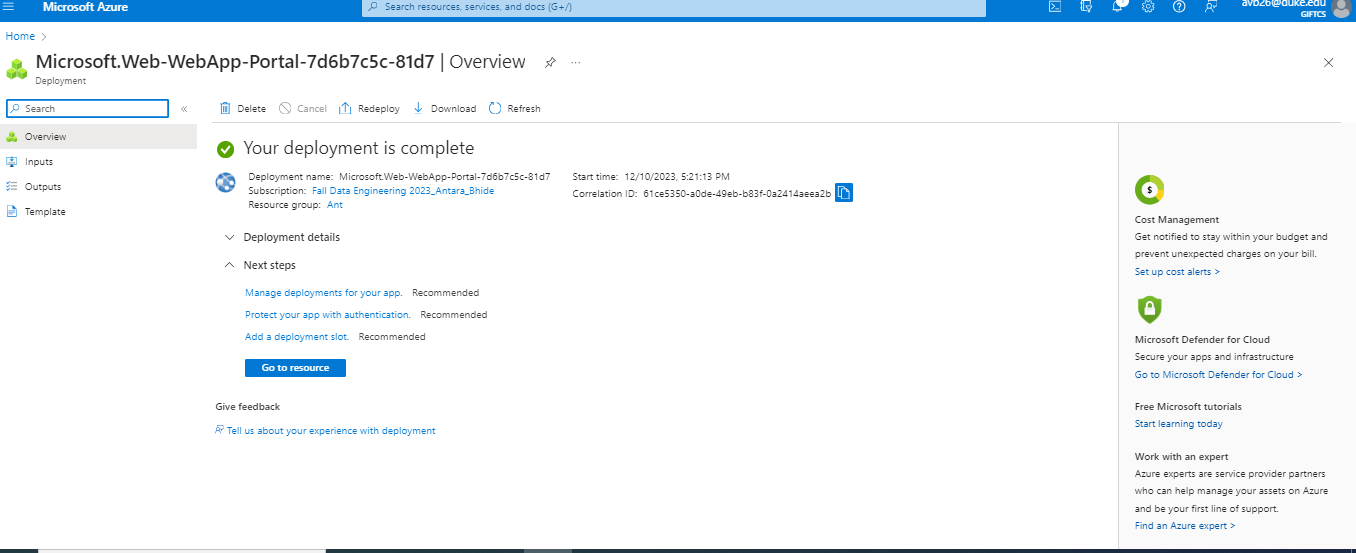 Microsoft Azure
Search resources, services, and docs (G+/)
avb26@duke.edu
GIFTCS
Home >
Microsoft.Web-WebApp-Portal-7d6b7c5c-81d7 | Overview
Deployment
Search
«
Delete
Cancel
Redeploy
Download
Refresh
Overview
Inputs
Outputs
Template
Your deployment is complete
Deployment name: Microsoft.Web-WebApp-Portal-7d6b7c5c-81d7
Subscription: Fall Data Engineering 2023_Antara_Bhide
Resource group: Ant
Start time: 12/10/2023, 5:21:13 PM
Correlation ID: 61ce5350-a0de-49eb-b83f-0a2414aeea2b
Deployment details
Next steps
Manage deployments for your app. Recommended
Protect your app with authentication. Recommended
Add a deployment slot. Recommended
Go to resource
Give feedback
Tell us about your experience with deployment
Cost Management
Get notified to stay within your budget and
prevent unexpected charges on your bill.
Set up cost alerts >
Microsoft Defender for Cloud
Secure your apps and infrastructure
Go to Microsoft Defender for Cloud >
Free Microsoft tutorials
Start learning today
Work with an expert
Azure experts are service provider partners
who can help manage your assets on Azure
and be your first line of support.
Find an Azure expert >